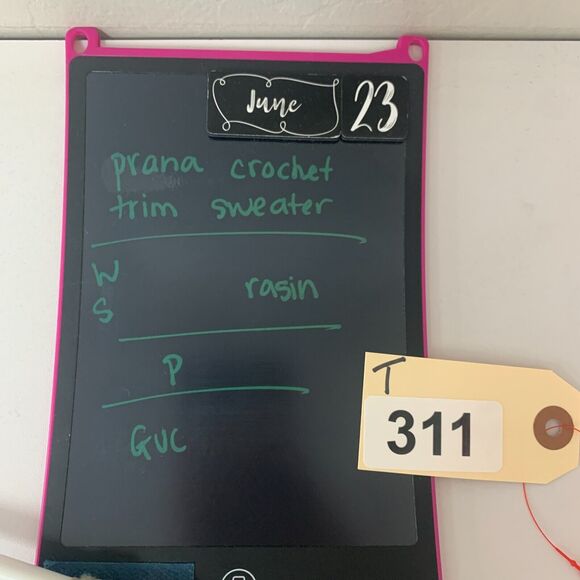 June 23
prana crochet
trim sweater
W
rasin
S
P
GUC
T
311